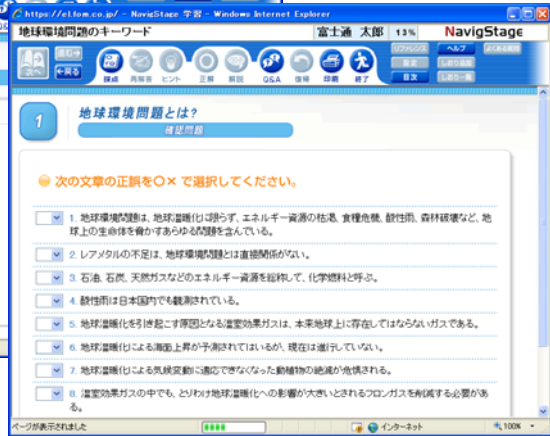 https://el.fom.co.jp/ - NavigStage 学習 - Windows Internet Explorer
地球環境問題のキーワード 富士通 太郎 13% NavigStage
次へ 進む 戻る 採点 再解答 ヒント 正解 解説 Q&A 復帰 印刷 終了 リファレンス ヘルプ よくある質問
設定 しおり追加
目次 しおり一覧
1 地球環境問題とは?
確認問題
次の文章の正誤を〇× で選択してください。
1. 地球環境問題は、地球温暖化に限らず、エネルギー資源の枯渇、食糧危機、酸性雨、森林破壊など、地
球上の生命体を脅かすあらゆる問題を含んでいる。
2. レアメタルの不足は、地球環境問題とは直接関係がない。
3. 石油、石炭、天然ガスなどのエネルギー資源を総称して、化学燃料と呼ぶ。
4. 酸性雨は日本国内でも観測されている。
5. 地球温暖化を引き起こす原因となる温室効果ガスは、本来地球上に存在してはならないガスである。
6. 地球温暖化による海面上昇が予測されてはいるが、現在は進行していない。
7. 地球温暖化による気候変動に適応できなくなった動植物の絶滅が危惧される。
8. 温室効果ガスの中でも、とりわけ地球温暖化への影響が大きいとされるフロンガスを削減する必要があ
る。
ページが表示されました インターネット 100%